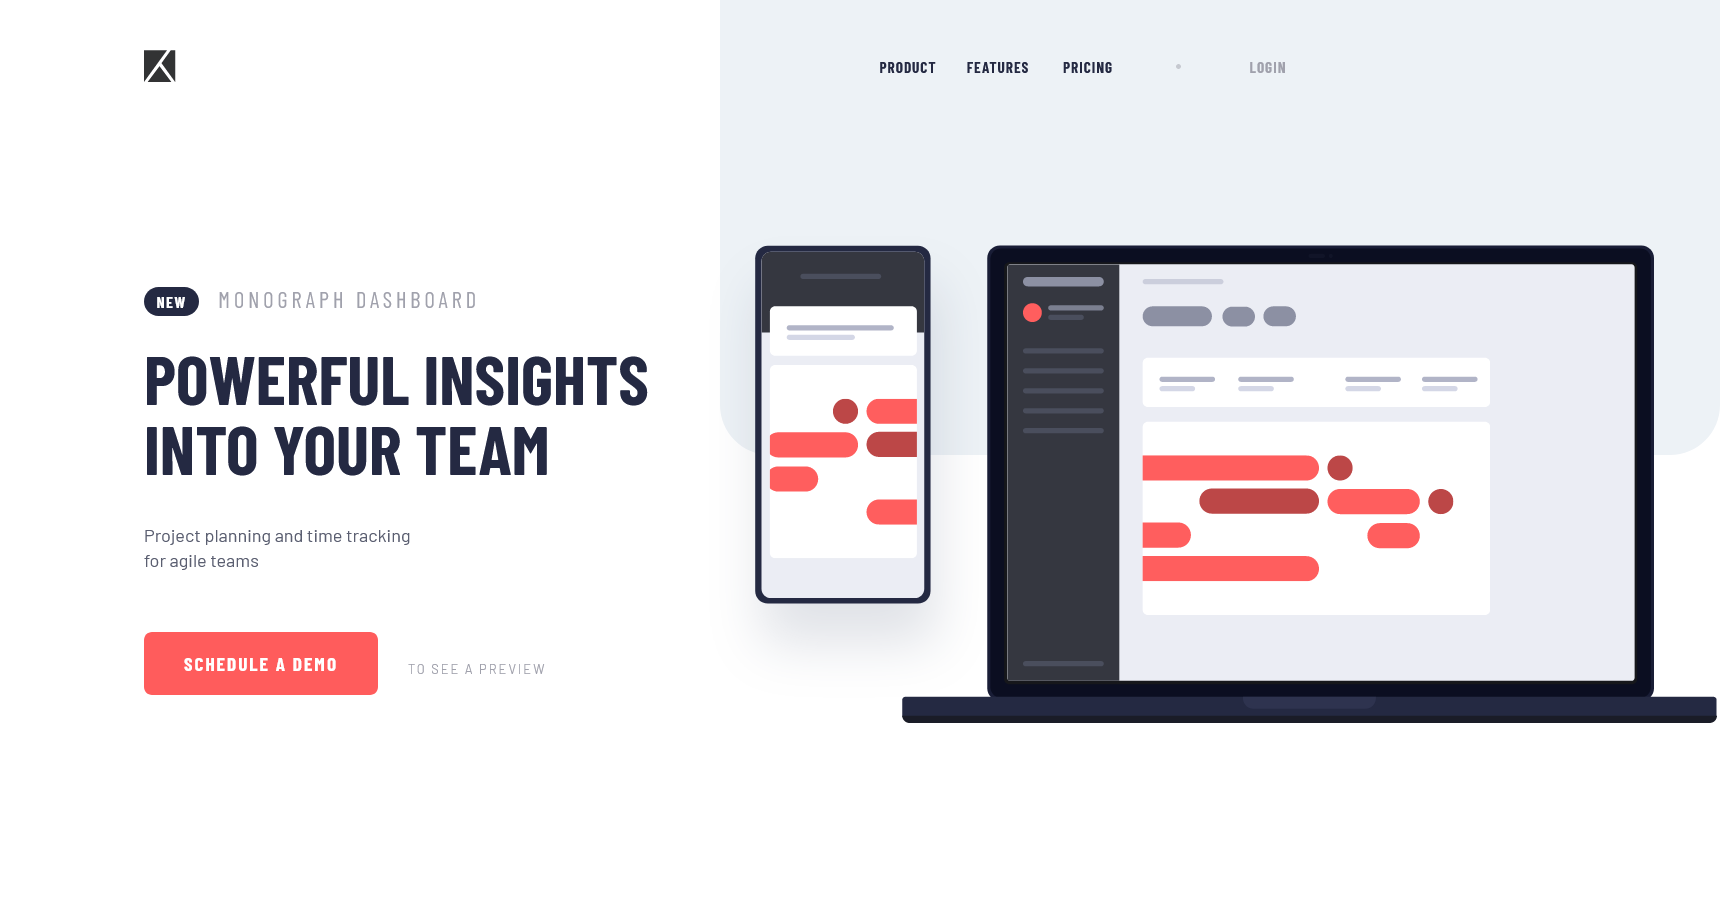 PRODUCT FEATURES PRICING LOGIN
NEW MONOGRAPH DASHBOARD
POWERFUL INSIGHTS
INTO YOUR TEAM
Project planning and time tracking
for agile teams
SCHEDULE A DEMO TO SEE A PREVIEW